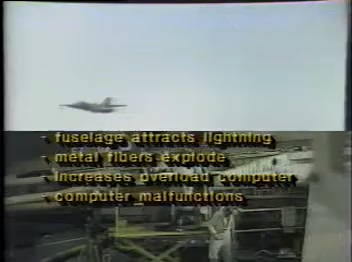 - fuselage attracts lightning
- metal fibers explode
- increases overload computer
- computer malfunctions